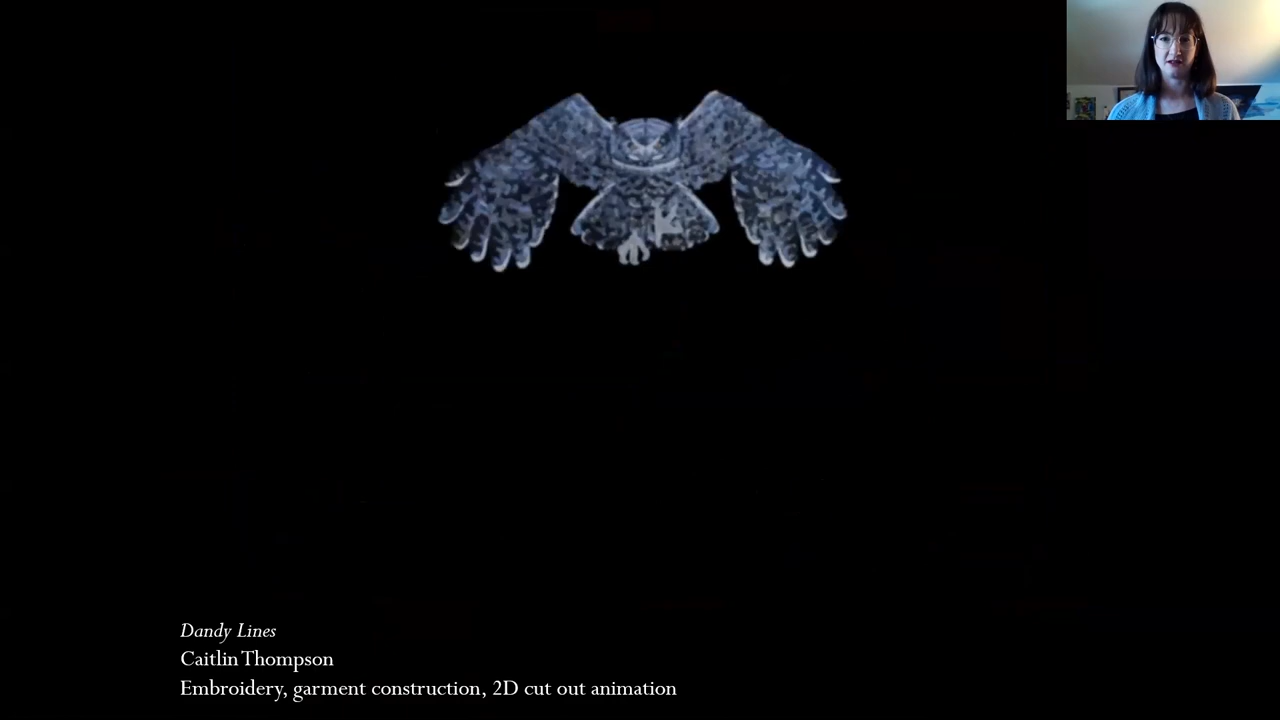 Dandy Lines
Caitlin Thompson
Embroidery, garment construction, 2D cut out animation